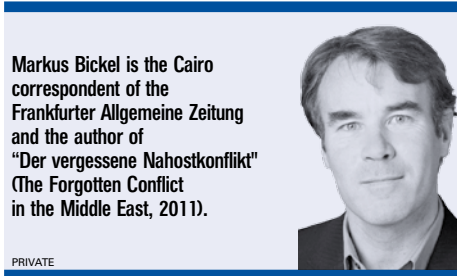 Markus Bickel is the Cairo
correspondent of the
Frankfurter Allgemeine Zeitung
and the author of
“Der vergessene Nahostkonflikt"
(The Forgotten Conflict
in the Middle East, 2011).
PRIVATE